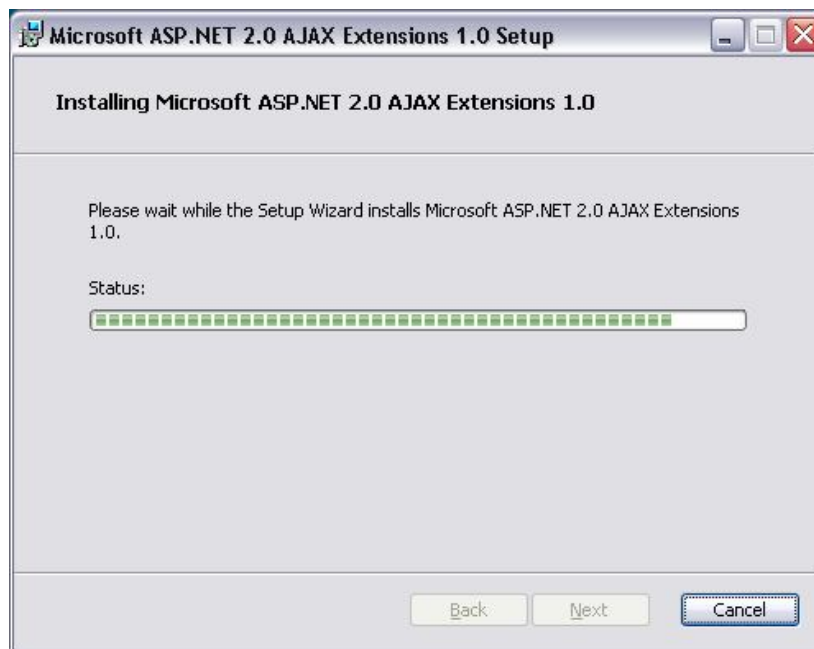 Microsoft ASP.NET 2.0 AJAX Extensions 1.0 Setup
Installing Microsoft ASP.NET 2.0 AJAX Extensions 1.0
Please wait while the Setup Wizard installs Microsoft ASP.NET 2.0 AJAX Extensions
1.0.
Status:
Back Next Cancel